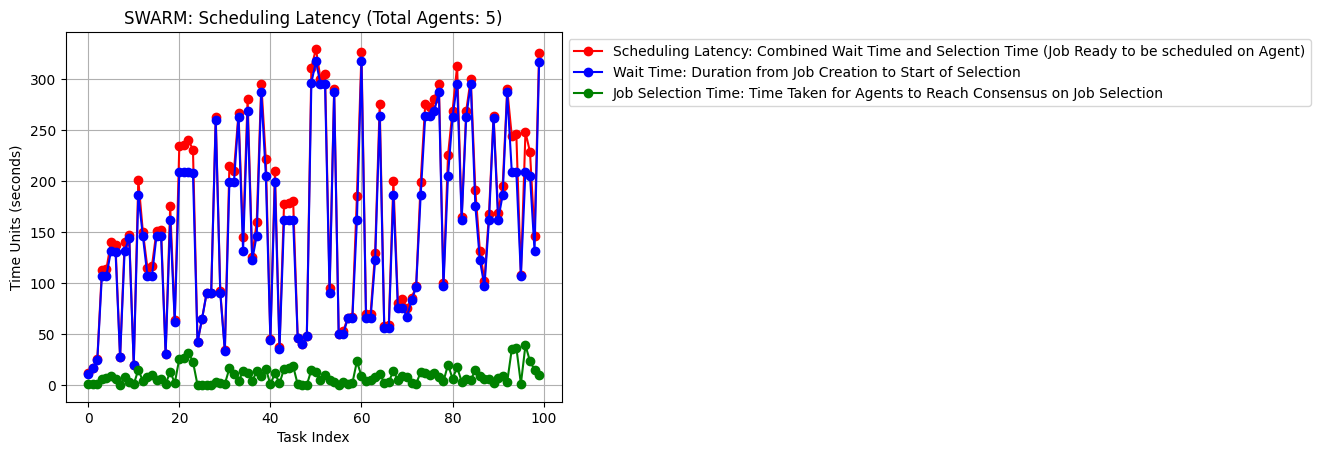 SWARM: Scheduling Latency (Total Agents: 5)
Scheduling Latency: Combined Wait Time and Selection Time (Job Ready to be scheduled on Agent)
Wait Time: Duration from Job Creation to Start of Selection
Job Selection Time: Time Taken for Agents to Reach Consensus on Job Selection
Time Units (seconds)
300
250
200
150
100
50
0
0 20 40 60 80 100
Task Index